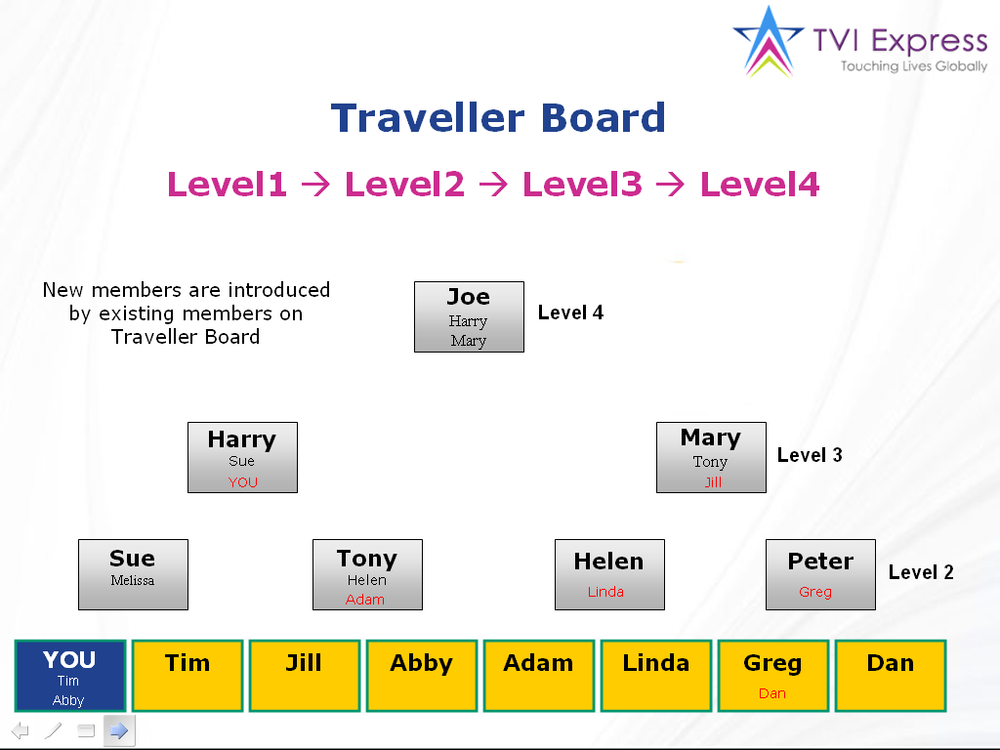 TVI Express
Touching Lives Globally
Traveller Board
Level1 → Level2 → Level3 → Level4
New members are introduced
by existing members on
Traveller Board
Joe
Harry
Mary
Level 4
Harry
Sue
YOU
Mary
Tony
Jill
Level 3
Sue
Melissa
Tony
Helen
Adam
Helen
Linda
Peter
Greg
Level 2
YOU
Tim
Abby
Tim
Jill
Abby
Adam
Linda
Greg
Dan
Dan